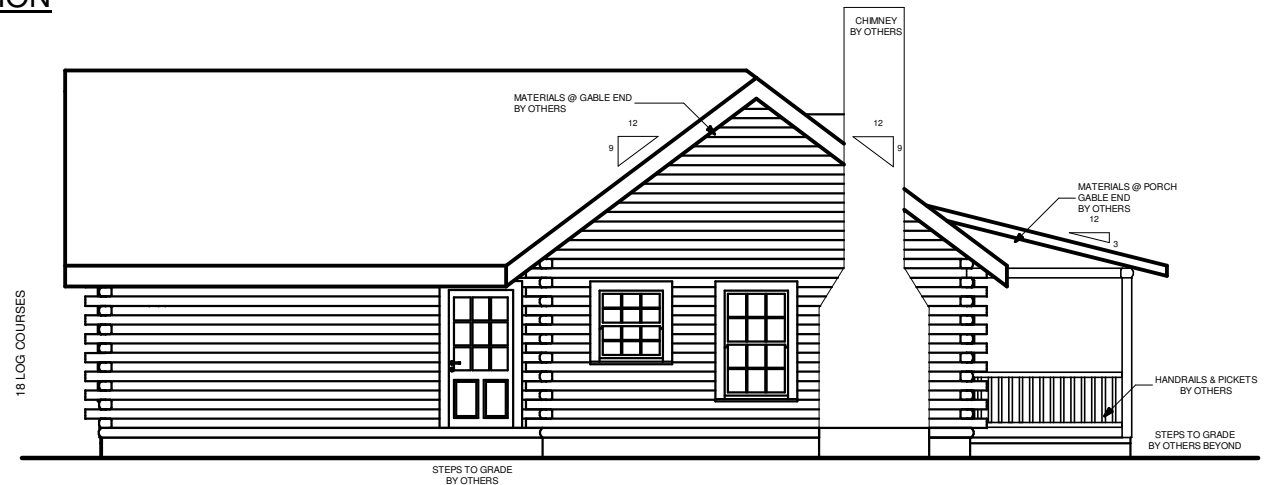 CHIMNEY
BY OTHERS
MATERIALS @ GABLE END
BY OTHERS
12
9
12
9
MATERIALS @ PORCH
GABLE END
BY OTHERS
12
3
18 LOG COURSES
HANDRAILS & PICKETS
BY OTHERS
STEPS TO GRADE
BY OTHERS BEYOND
STEPS TO GRADE
BY OTHERS